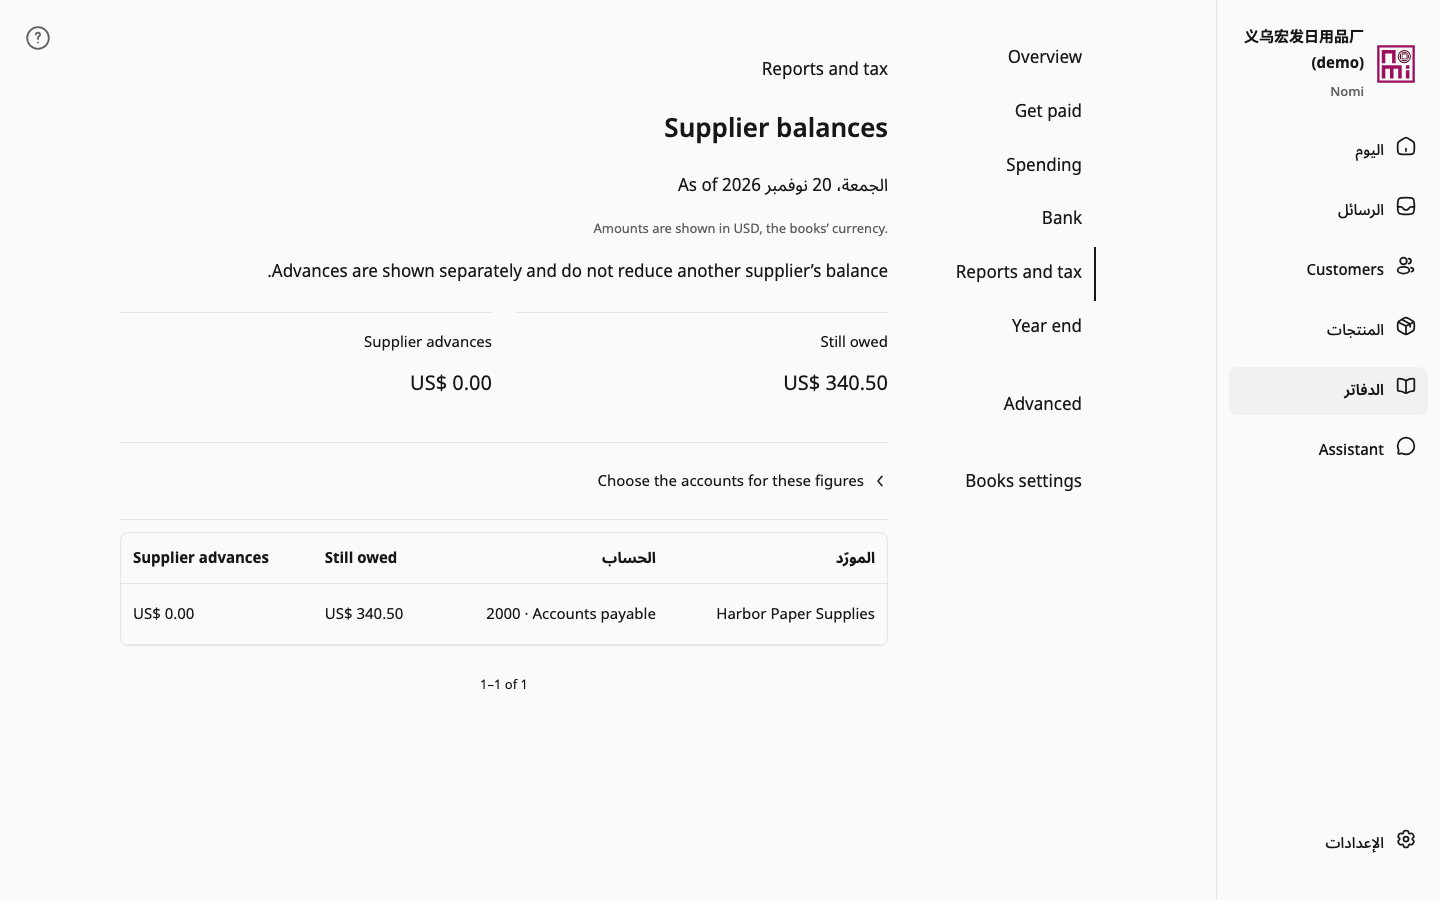 义乌宏发日用品厂
(demo)
Nomi
اليوم
الرسائل
Customers
المنتجات
الدفاتر
Assistant
الإعدادات
Overview
Get paid
Spending
Bank
Reports and tax
Year end
Advanced
Books settings
Reports and tax
Supplier balances
As of الجمعة، 20 نوفمبر 2026
Amounts are shown in USD, the books’ currency.
Advances are shown separately and do not reduce another supplier’s balance.
Still owed
US$ 340.50
Supplier advances
US$ 0.00
Choose the accounts for these figures
المورّد
الحساب
Still owed
Supplier advances
Harbor Paper Supplies
2000 · Accounts payable
US$ 340.50
US$ 0.00
1–1 of 1